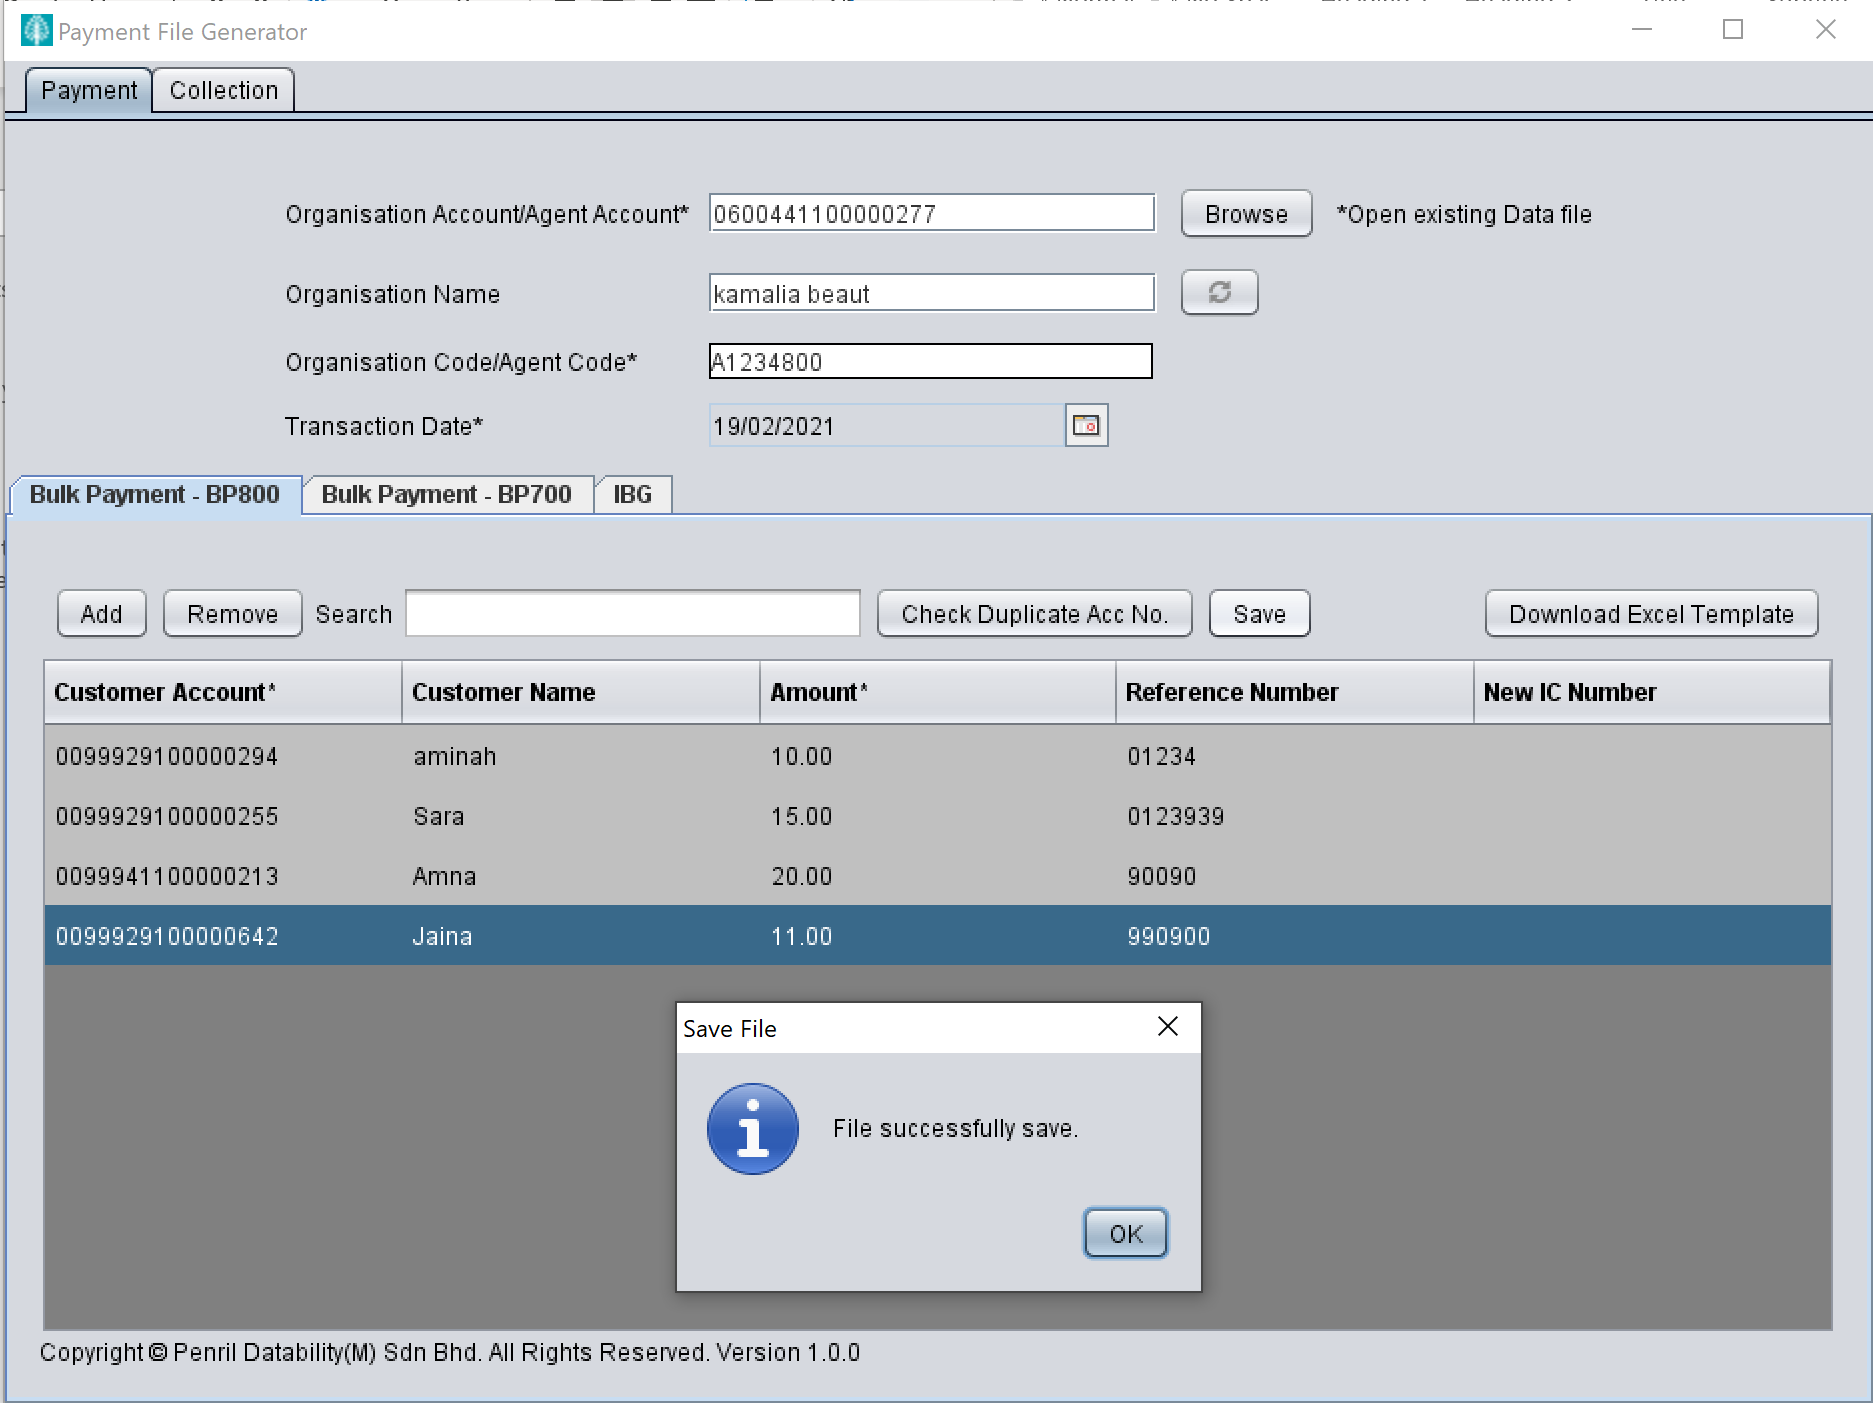 Payment File Generator
Payment Collection
Organisation Account/Agent Account* 0600441100000277 Browse *Open existing Data file
Organisation Name kamalia beaut
Organisation Code/Agent Code* A1234800
Transaction Date* 19/02/2021
Bulk Payment - BP800 Bulk Payment - BP700 IBG
Add Remove Search Check Duplicate Acc No. Save Download Excel Template
Customer Account* Customer Name Amount* Reference Number New IC Number
0099929100000294 aminah 10.00 01234
0099929100000255 Sara 15.00 0123939
0099941100000213 Amna 20.00 90090
0099929100000642 Jaina 11.00 990900
Save File
File successfully save.
OK
Copyright © Penril Datability(M) Sdn Bhd. All Rights Reserved. Version 1.0.0